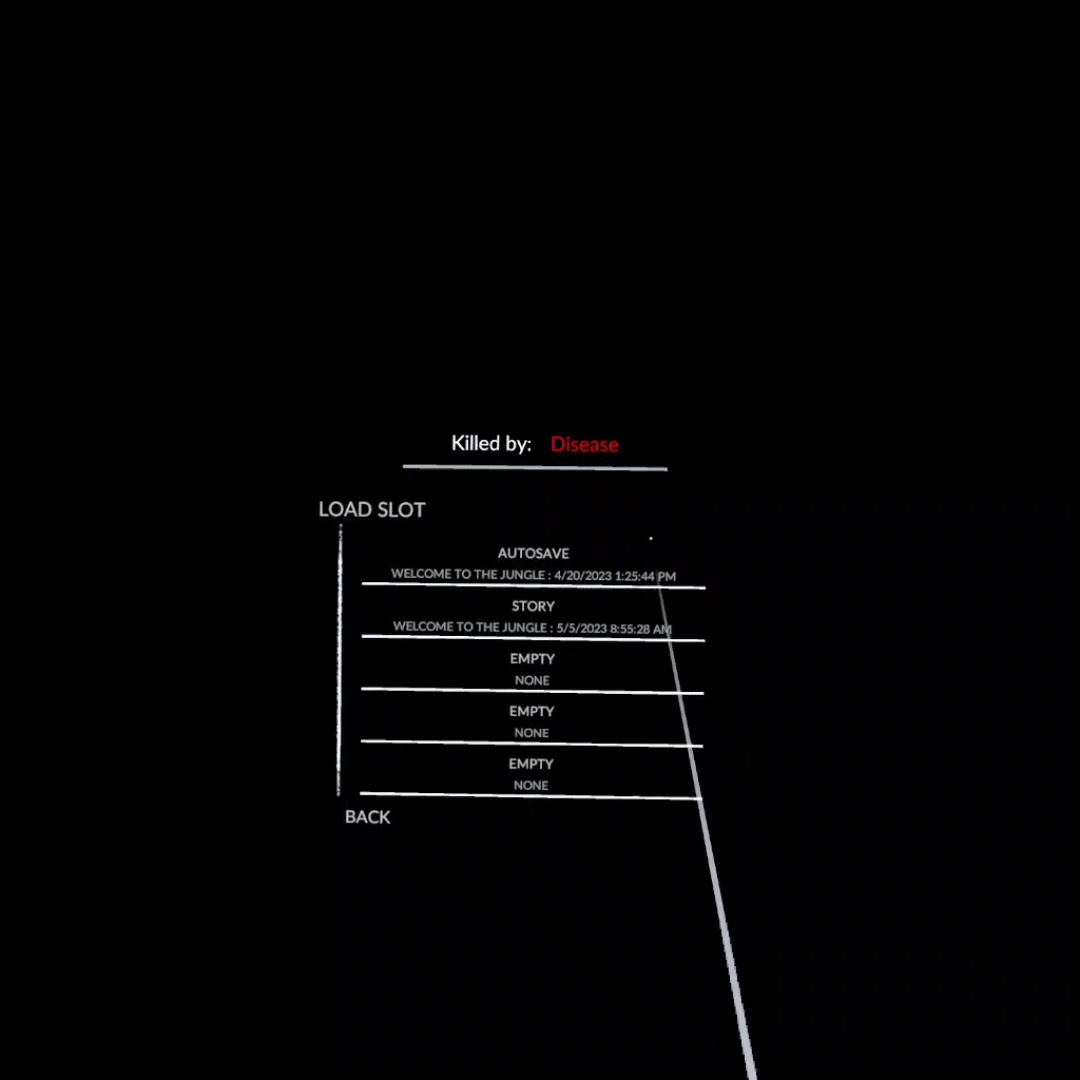 Killed by: Disease
LOAD SLOT
AUTOSAVE
WELCOME TO THE JUNGLE : 4/20/2023 1:25:44 PM
STORY
WELCOME TO THE JUNGLE : 5/5/2023 8:55:28 AM
EMPTY
NONE
EMPTY
NONE
EMPTY
NONE
BACK